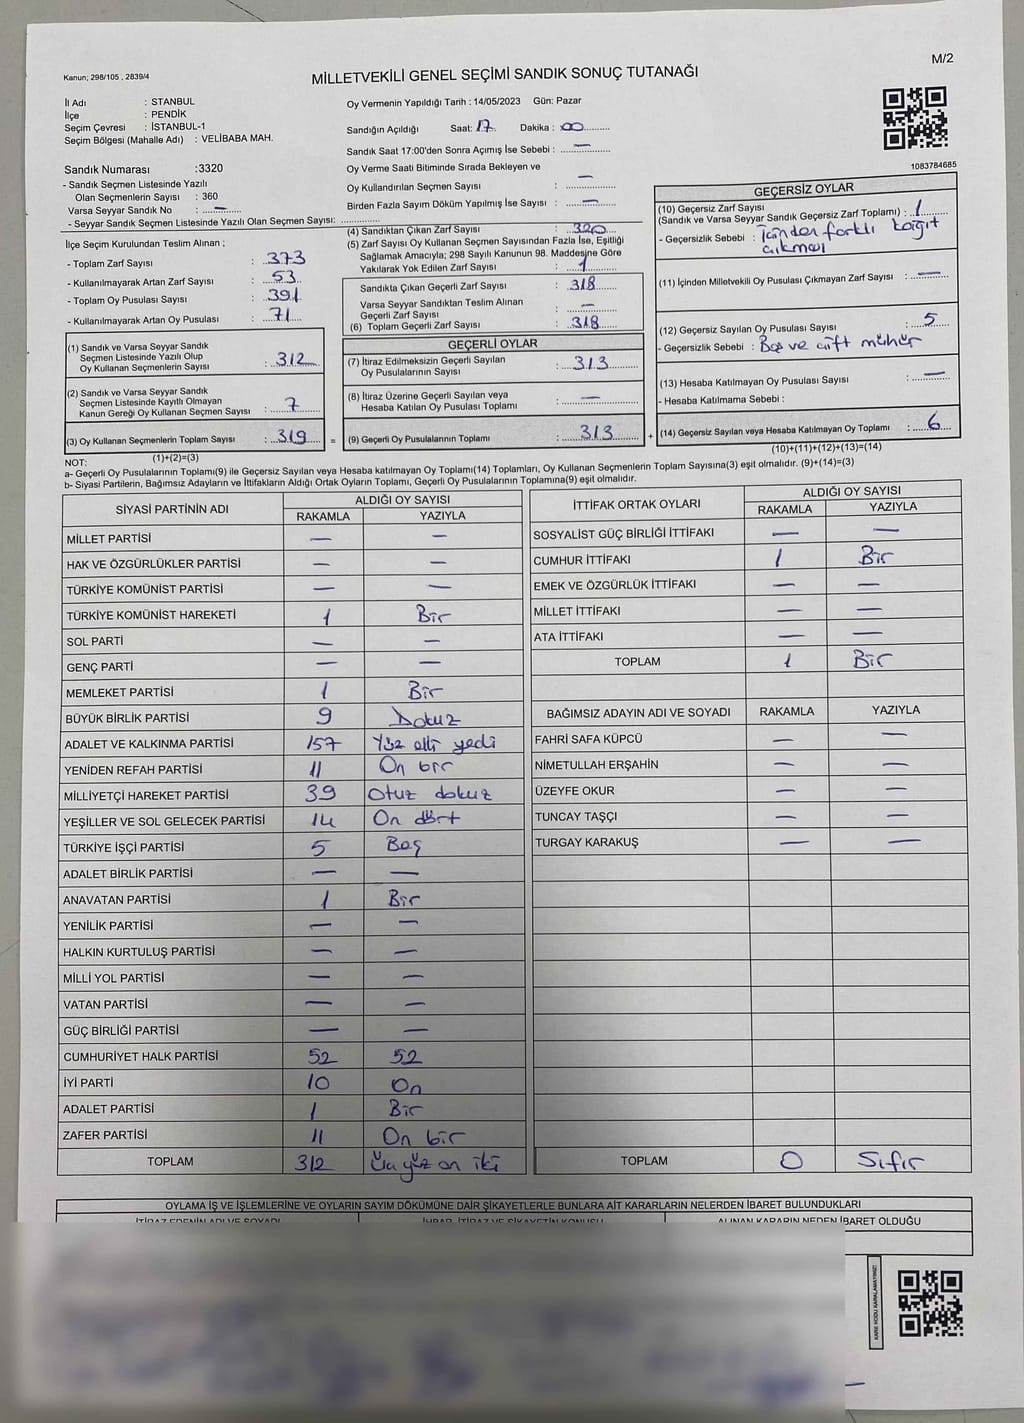 M/2
Kanun; 298/105 , 2839/4
MİLLETVEKİLİ GENEL SEÇİMİ SANDIK SONUÇ TUTANAĞI
İl Adı : STANBUL
İlçe : PENDİK
Seçim Çevresi : İSTANBUL-1
Seçim Bölgesi (Mahalle Adı) : VELİBABA MAH.
Sandık Numarası :3320
- Sandık Seçmen Listesinde Yazılı
Olan Seçmenlerin Sayısı : 360
Varsa Seyyar Sandık No : —
- Seyyar Sandık Seçmen Listesinde Yazılı Olan Seçmen Sayısı: ..............
Oy Vermenin Yapıldığı Tarih : 14/05/2023 Gün: Pazar
Sandığın Açıldığı Saat: 17 Dakika : 00
Sandık Saat 17:00'den Sonra Açımış İse Sebebi : —
Oy Verme Saati Bitiminde Sırada Bekleyen ve
Oy Kullandırılan Seçmen Sayısı : —
Birden Fazla Sayım Döküm Yapılmış İse Sayısı : —
1083784685
İlçe Seçim Kurulundan Teslim Alınan ;
- Toplam Zarf Sayısı : 373
- Kullanılmayarak Artan Zarf Sayısı : 53
- Toplam Oy Pusulası Sayısı : 391
- Kullanılmayarak Artan Oy Pusulası : 71
(1) Sandık ve Varsa Seyyar Sandık
Seçmen Listesinde Yazılı Olup
Oy Kullanan Seçmenlerin Sayısı : 312
(2) Sandık ve Varsa Seyyar Sandık
Seçmen Listesinde Kayıtlı Olmayan
Kanun Gereği Oy Kullanan Seçmen Sayısı : 7
(3) Oy Kullanan Seçmenlerin Toplam Sayısı : 319 =
(1)+(2)=(3)
(4) Sandıktan Çıkan Zarf Sayısı : 320
(5) Zarf Sayısı Oy Kullanan Seçmen Sayısından Fazla İse, Eşitliği
Sağlamak Amacıyla; 298 Sayılı Kanunun 98. Maddesine Göre
Yakılarak Yok Edilen Zarf Sayısı : 1
Sandıkta Çıkan Geçerli Zarf Sayısı : 318
Varsa Seyyar Sandıktan Teslim Alınan
Geçerli Zarf Sayısı : —
(6) Toplam Geçerli Zarf Sayısı : 318
GEÇERLİ OYLAR
(7) İtiraz Edilmeksizin Geçerli Sayılan
Oy Pusulalarının Sayısı : 313
(8) İtiraz Üzerine Geçerli Sayılan veya
Hesaba Katılan Oy Pusulası Toplamı : —
(9) Geçerli Oy Pusulalarının Toplamı : 313 +
GEÇERSİZ OYLAR
(10) Geçersiz Zarf Sayısı
(Sandık ve Varsa Seyyar Sandık Geçersiz Zarf Toplamı) : 1
- Geçersizlik Sebebi : İçinden farklı kağıt
çıkması
(11) İçinden Milletvekili Oy Pusulası Çıkmayan Zarf Sayısı : —
(12) Geçersiz Sayılan Oy Pusulası Sayısı : 5
- Geçersizlik Sebebi : Boş ve çift mühür
(13) Hesaba Katılmayan Oy Pusulası Sayısı : —
- Hesaba Katılmama Sebebi :
(14) Geçersiz Sayılan veya Hesaba Katılmayan Oy Toplamı : 6
(10)+(11)+(12)+(13)=(14)
NOT:
a- Geçerli Oy Pusulalarının Toplamı(9) ile Geçersiz Sayılan veya Hesaba katılmayan Oy Toplamı(14) Toplamları, Oy Kullanan Seçmenlerin Toplam Sayısına(3) eşit olmalıdır. (9)+(14)=(3)
b- Siyasi Partilerin, Bağımsız Adayların ve İttifakların Aldığı Ortak Oyların Toplamı, Geçerli Oy Pusulalarının Toplamına(9) eşit olmalıdır.
SİYASİ PARTİNİN ADI ALDIĞI OY SAYISI
RAKAMLA YAZIYLA
MİLLET PARTİSİ — —
HAK VE ÖZGÜRLÜKLER PARTİSİ — —
TÜRKİYE KOMÜNİST PARTİSİ — —
TÜRKİYE KOMÜNİST HAREKETİ 1 Bir
SOL PARTİ — —
GENÇ PARTİ — —
MEMLEKET PARTİSİ 1 Bir
BÜYÜK BİRLİK PARTİSİ 9 Dokuz
ADALET VE KALKINMA PARTİSİ 157 Yüz elli yedi
YENİDEN REFAH PARTİSİ 11 On bir
MİLLİYETÇİ HAREKET PARTİSİ 39 Otuz dokuz
YEŞİLLER VE SOL GELECEK PARTİSİ 14 On dört
TÜRKİYE İŞÇİ PARTİSİ 5 Beş
ADALET BİRLİK PARTİSİ — —
ANAVATAN PARTİSİ 1 Bir
YENİLİK PARTİSİ — —
HALKIN KURTULUŞ PARTİSİ — —
MİLLİ YOL PARTİSİ — —
VATAN PARTİSİ — —
GÜÇ BİRLİĞİ PARTİSİ — —
CUMHURİYET HALK PARTİSİ 52 52
İYİ PARTİ 10 On
ADALET PARTİSİ 1 Bir
ZAFER PARTİSİ 11 On bir
TOPLAM 312 Üç yüz on iki
İTTİFAK ORTAK OYLARI ALDIĞI OY SAYISI
RAKAMLA YAZIYLA
SOSYALİST GÜÇ BİRLİĞİ İTTİFAKI — —
CUMHUR İTTİFAKI 1 Bir
EMEK VE ÖZGÜRLÜK İTTİFAKI — —
MİLLET İTTİFAKI — —
ATA İTTİFAKI — —
TOPLAM 1 Bir
BAĞIMSIZ ADAYIN ADI VE SOYADI RAKAMLA YAZIYLA
FAHRİ SAFA KÜPCÜ — —
NİMETULLAH ERŞAHİN — —
ÜZEYFE OKUR — —
TUNCAY TAŞÇI — —
TURGAY KARAKUŞ — —
TOPLAM 0 Sıfır
OYLAMA İŞ VE İŞLEMLERİNE VE OYLARIN SAYIM DÖKÜMÜNE DAİR ŞİKAYETLERLE BUNLARA AİT KARARLARIN NELERDEN İBARET BULUNDUKLARI
İTİRAZ EDENİN ADI VE SOYADI İHBAR, İTİRAZ VE ŞİKAYETİN KONUSU ALINAN KARARIN NEDEN İBARET OLDUĞU
KARE KODU KARALAMAYINIZ!